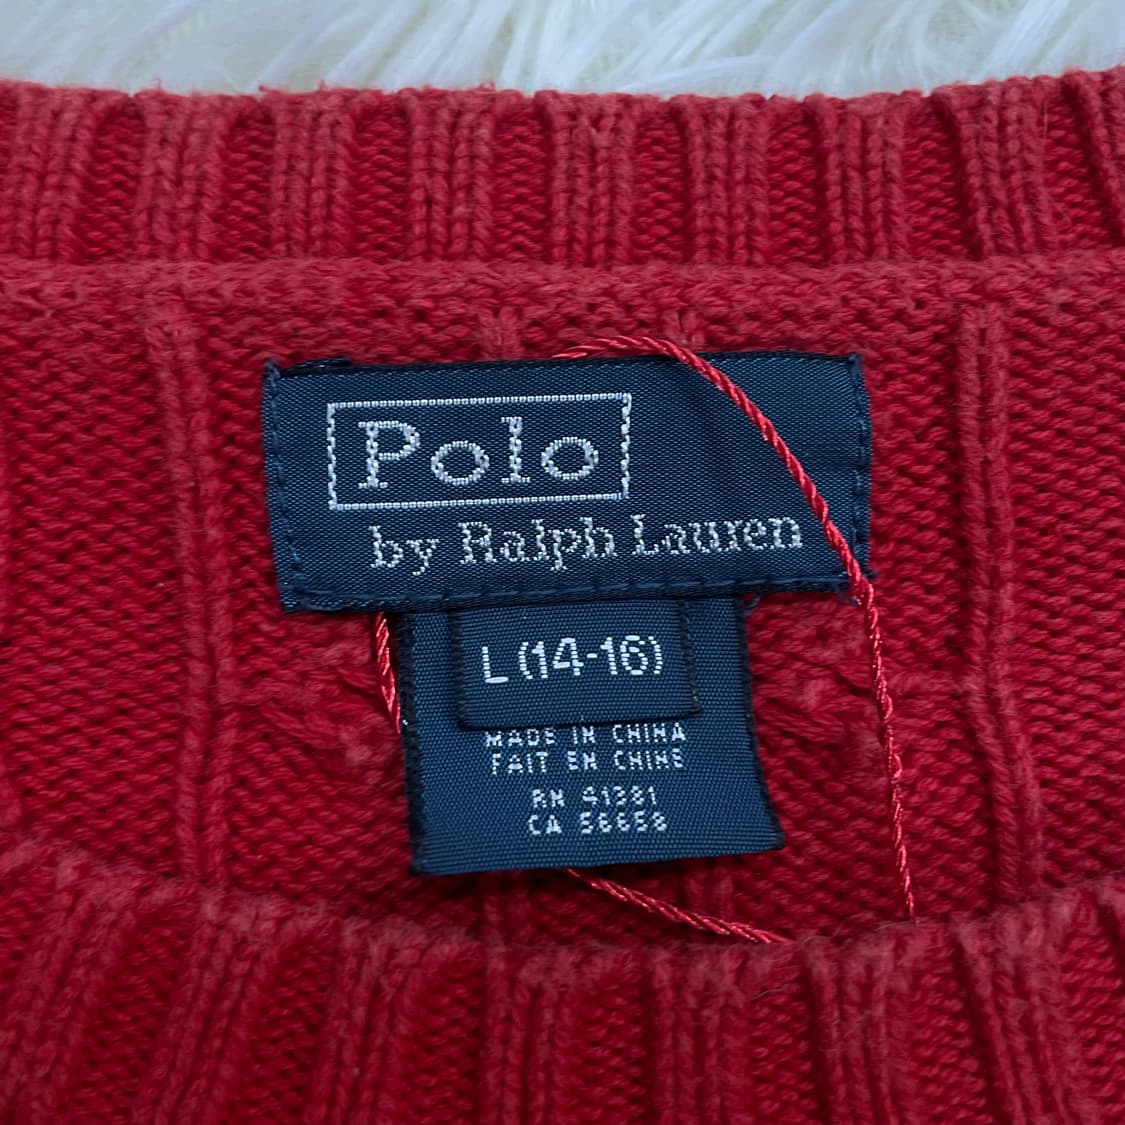 Polo
by Ralph Lauren
L (14-16)
MADE IN CHINA
FAIT EN CHINE
RN 41381
CA 56658